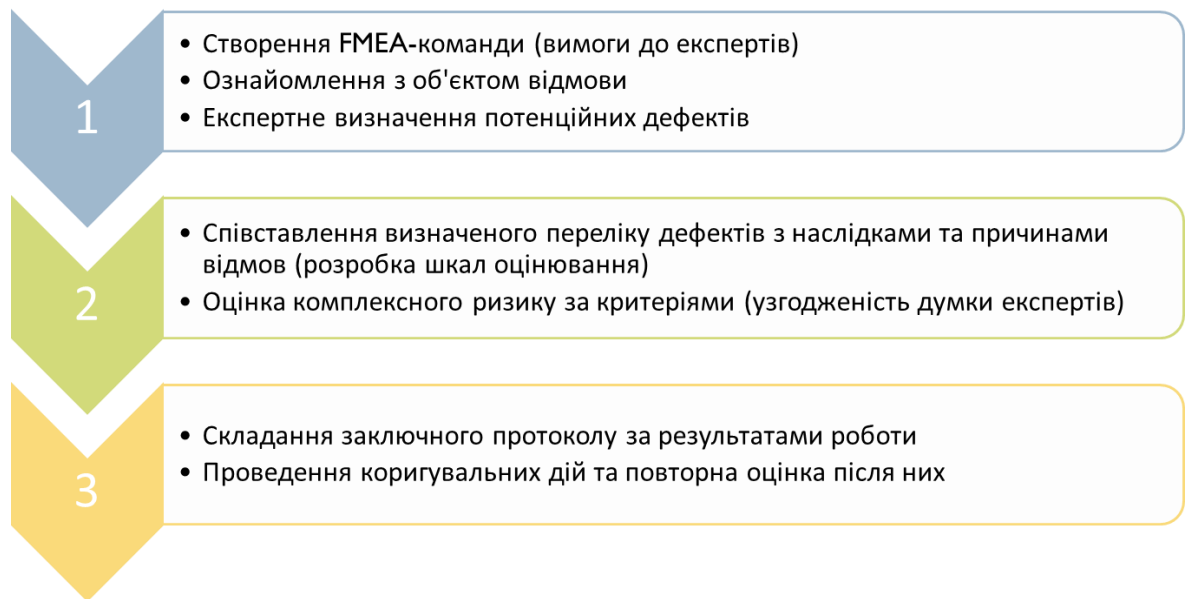 1
• Створення FMEA-команди (вимоги до експертів)
• Ознайомлення з об'єктом відмови
• Експертне визначення потенційних дефектів
2
• Співставлення визначеного переліку дефектів з наслідками та причинами
відмов (розробка шкал оцінювання)
• Оцінка комплексного ризику за критеріями (узгодженість думки експертів)
3
• Складання заключного протоколу за результатами роботи
• Проведення коригувальних дій та повторна оцінка після них